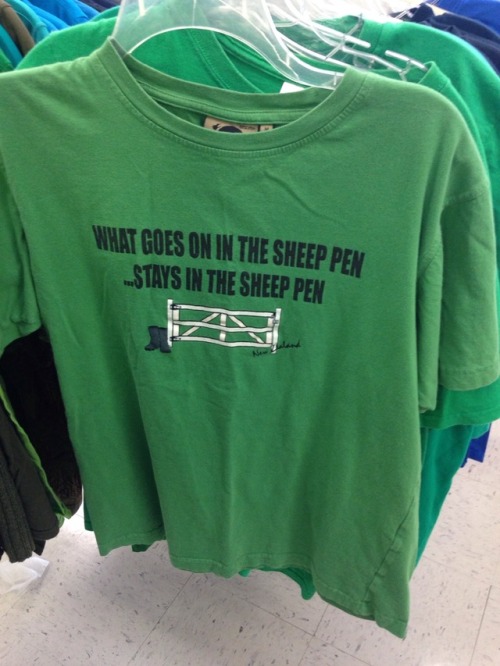 WHAT GOES ON IN THE SHEEP PEN
...STAYS IN THE SHEEP PEN
New Zealand